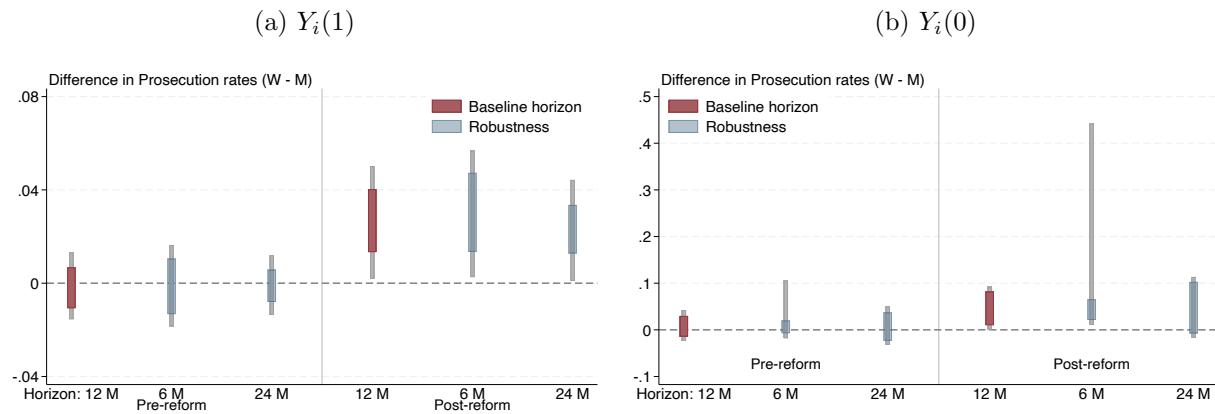 (a) Y_i(1)
Difference in Prosecution rates (W - M)
.08
.04
0
-.04
Baseline horizon
Robustness
Horizon: 12 M 6 M 24 M 12 M 6 M 24 M
Pre-reform Post-reform
(b) Y_i(0)
Difference in Prosecution rates (W - M)
.5
.4
.3
.2
.1
0
-.1
Baseline horizon
Robustness
Pre-reform Post-reform
Horizon: 12 M 6 M 24 M 12 M 6 M 24 M